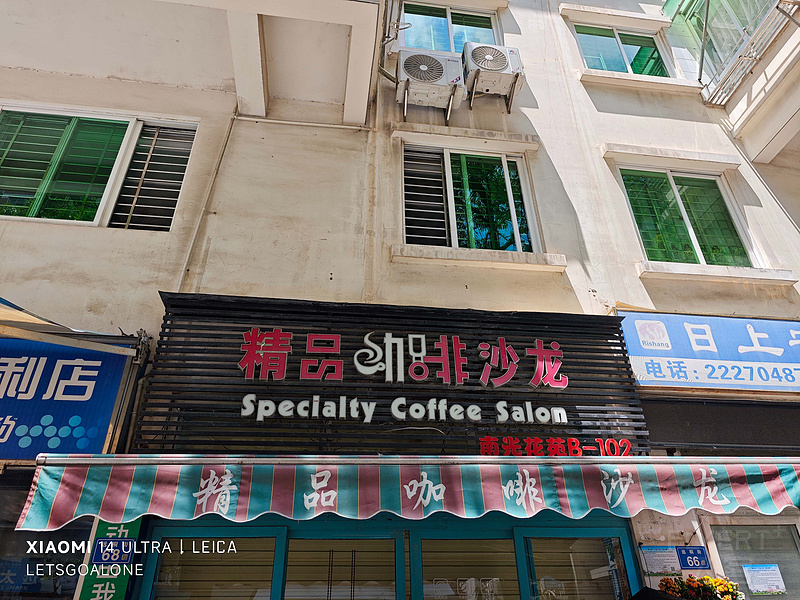 精品咖啡沙龙
Specialty Coffee Salon
南光花苑B-102
精品咖啡沙龙
利店
Rishang
日上
电话:2227048
68
66
XIAOMI 14 ULTRA | LEICA
LETSGOALONE